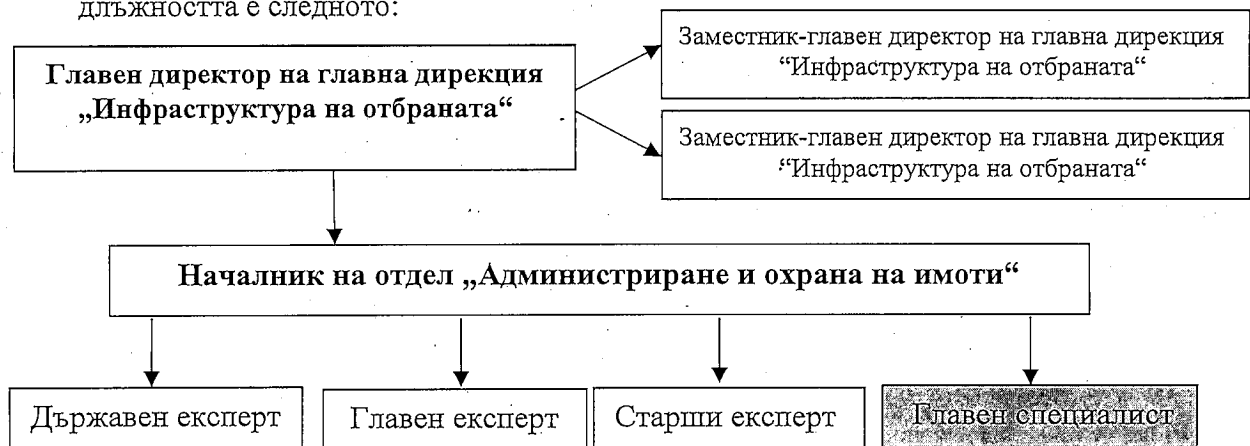 длъжността е следното:
Главен директор на главна дирекция
„Инфраструктура на отбраната“
Заместник-главен директор на главна дирекция
“Инфраструктура на отбраната“
Заместник-главен директор на главна дирекция
“Инфраструктура на отбраната“
Началник на отдел „Администриране и охрана на имоти“
Държавен експерт
Главен експерт
Старши експерт
Главен специалист